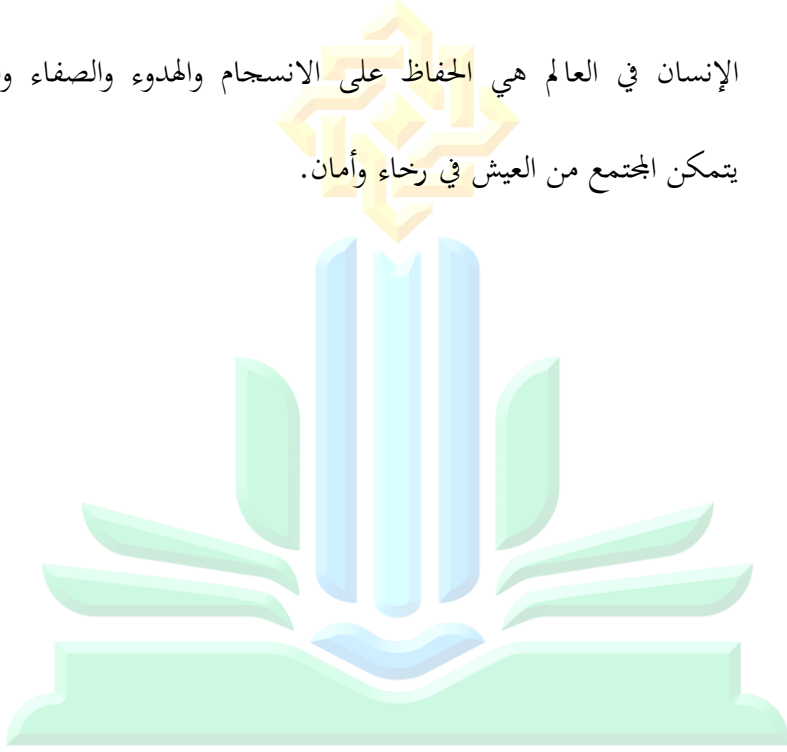 الإنسان في العالم هي الحفاظ على الانسجام والهدوء والصفاء
يتمكن المجتمع من العيش في رخاء وأمان.